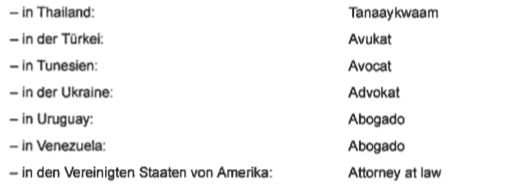 – in Thailand: Tanaaykwaam
– in der Türkei: Avukat
– in Tunesien: Avocat
– in der Ukraine: Advokat
– in Uruguay: Abogado
– in Venezuela: Abogado
– in den Vereinigten Staaten von Amerika: Attorney at law